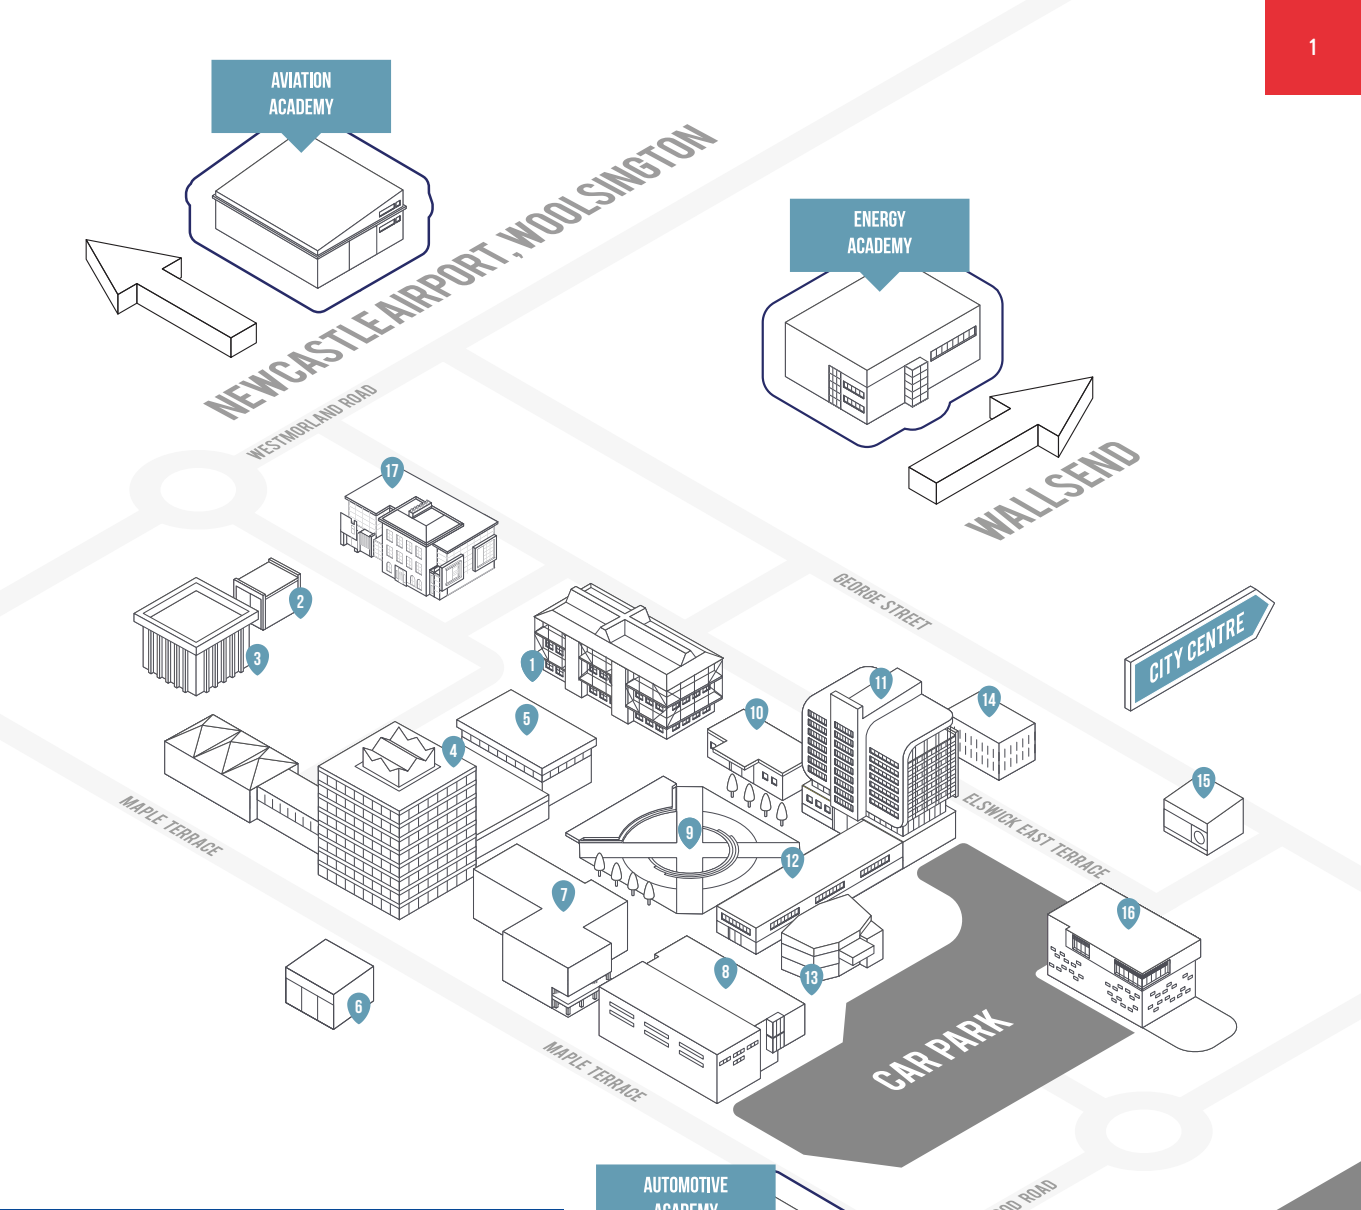 1
AVIATION
ACADEMY
NEWCASTLE AIRPORT, WOOLSINGTON
ENERGY
ACADEMY
WESTMORLAND ROAD
WALLSEND
17
GEORGE STREET
2
3
1
CITY CENTRE
11
14
10
5
4
15
MAPLE TERRACE
9
ELSWICK EAST TERRACE
12
7
16
8
13
6
CAR PARK
MAPLE TERRACE
AUTOMOTIVE
ACADEMY
ROAD